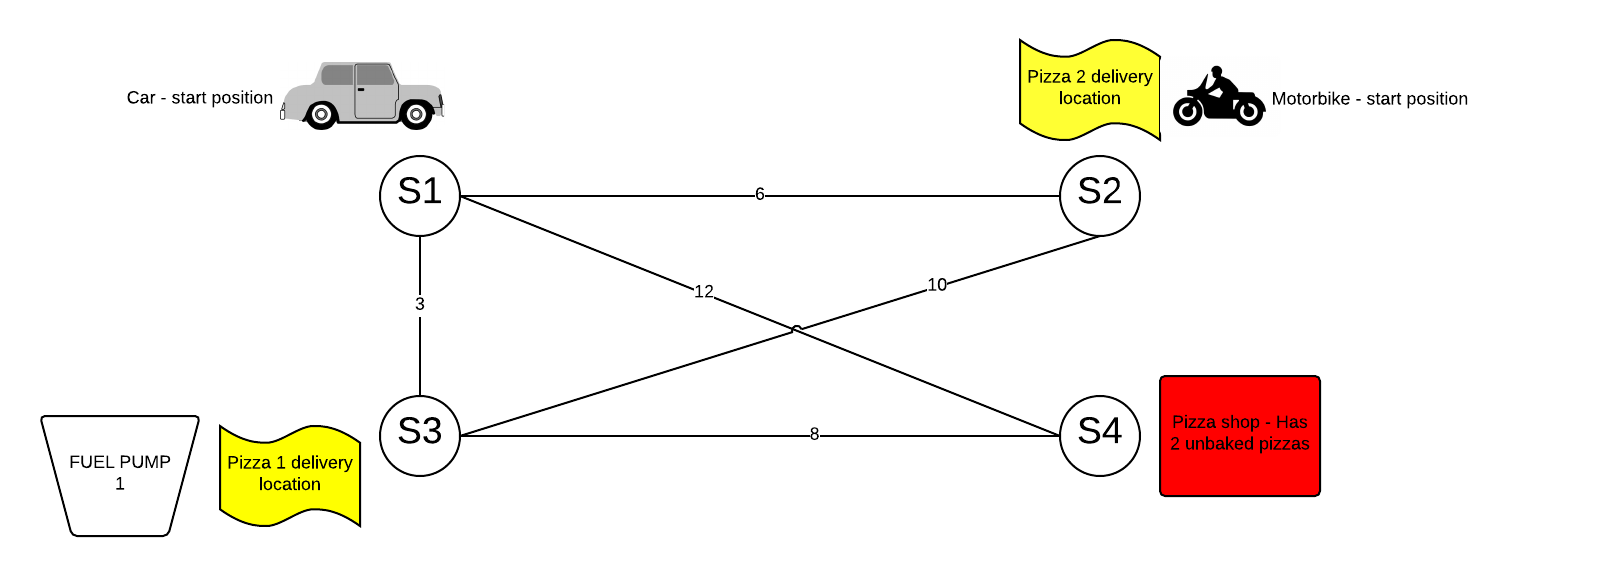 Car - start position
Pizza 2 delivery
location
Motorbike - start position
S1
6
S2
12
10
3
S3
8
S4
Pizza shop - Has
2 unbaked pizzas
FUEL PUMP
1
Pizza 1 delivery
location